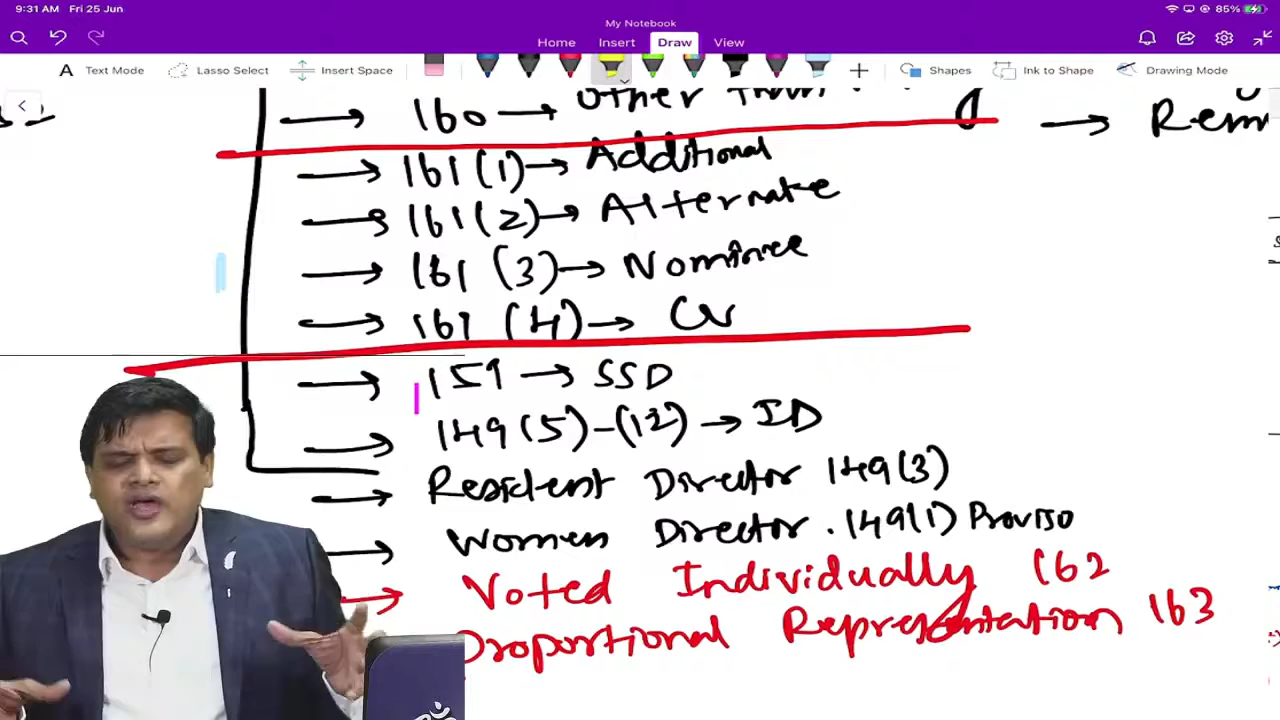 9:31 AM Fri 25 Jun
85%
My Notebook
Home Insert Draw View
Text Mode Lasso Select Insert Space Shapes Ink to Shape Drawing Mode
160 → Other than
→ Rem
161 (1) → Additional
161 (2) → Alternate
161 (3) → Nominee
161 (4) → CV
159 → SSD
149(5)-(12) → ID
Resident Director 149(3)
Women Director . 149(1) Proviso
Voted Individually 162
Proportional Representation 163
ॐ